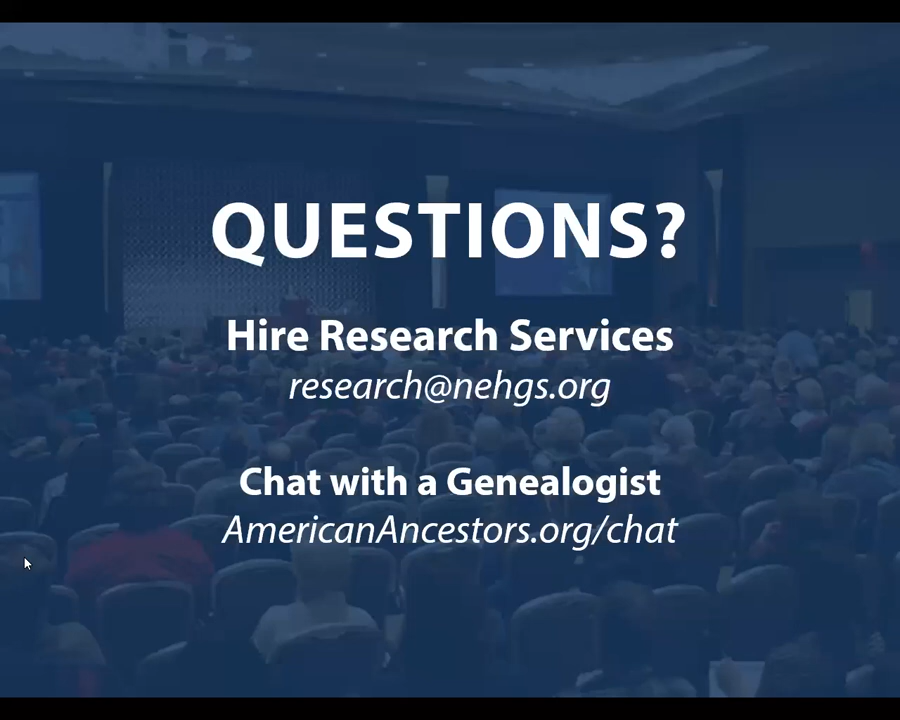 QUESTIONS?
Hire Research Services
research@nehgs.org
Chat with a Genealogist
AmericanAncestors.org/chat